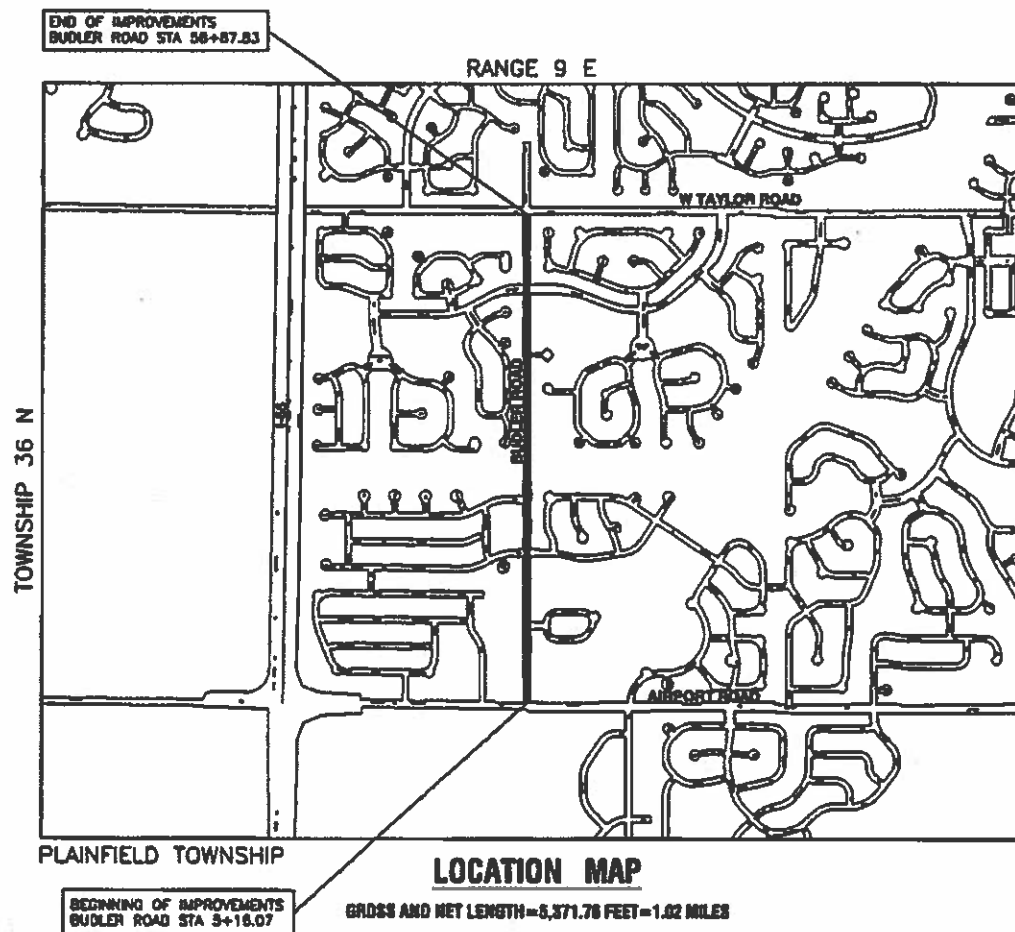 END OF IMPROVEMENTS
BUDLER ROAD STA 56+87.83
RANGE 9 E
W TAYLOR ROAD
I-55
BUDLER ROAD
TOWNSHIP 36 N
AIRPORT ROAD
PLAINFIELD TOWNSHIP
LOCATION MAP
BEGINNING OF IMPROVEMENTS
BUDLER ROAD STA 3+16.07
GROSS AND NET LENGTH=5,371.76 FEET=1.02 MILES